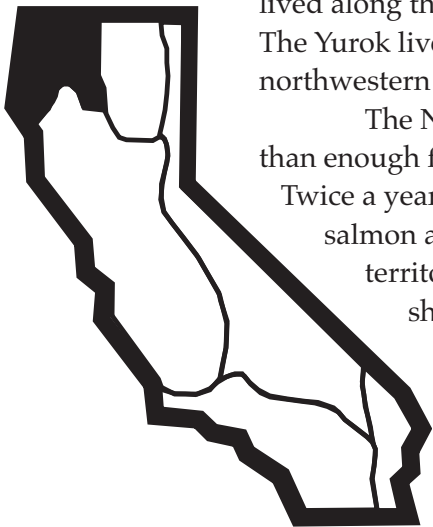 lived along th
The Yurok live
northwestern
The N
than enough f
Twice a year
salmon a
territo
sh